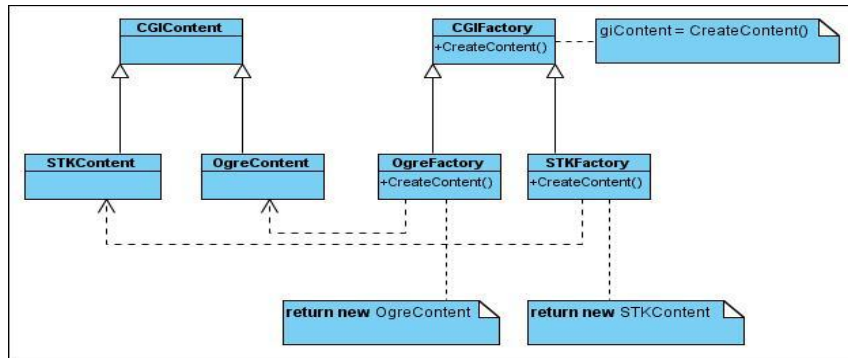 CGIContent
CGIFactory
+CreateContent()
giContent = CreateContent()
STKContent
OgreContent
OgreFactory
+CreateContent()
STKFactory
+CreateContent()
return new OgreContent
return new STKContent